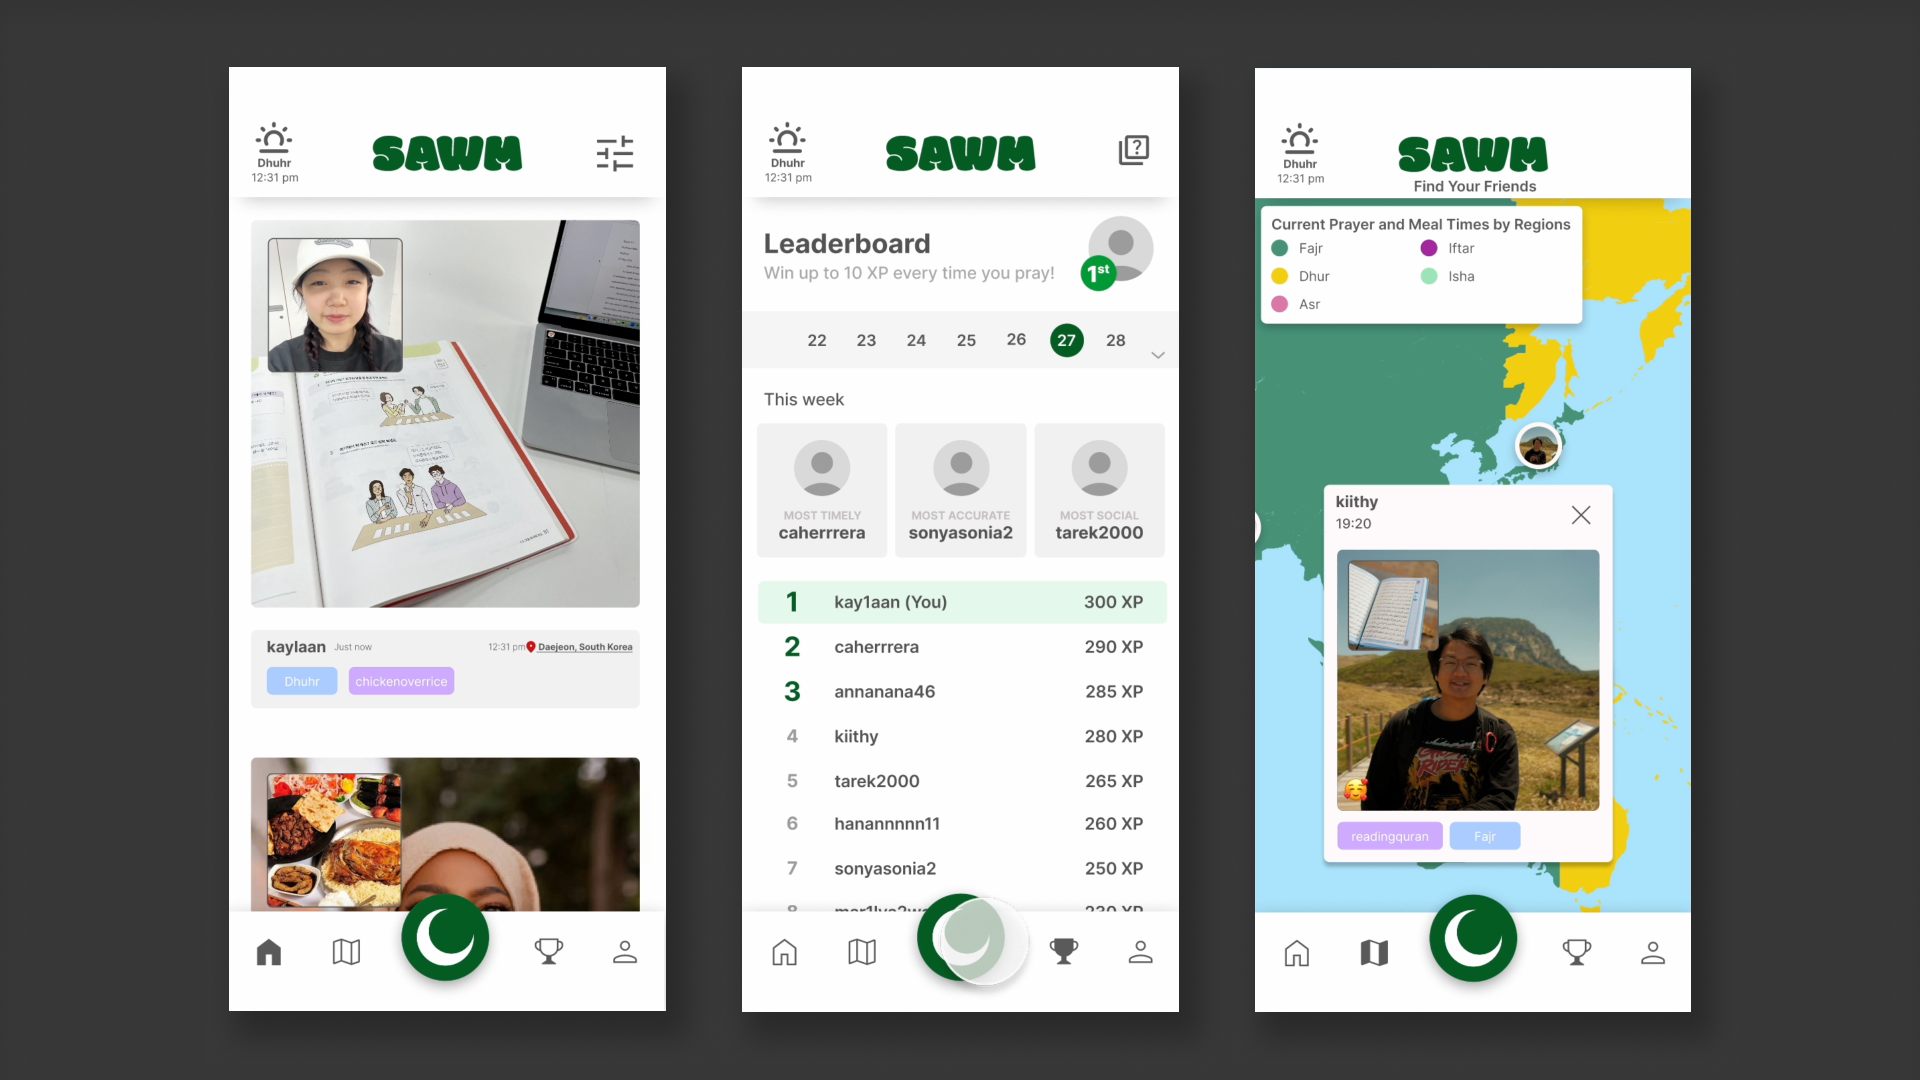 Dhuhr
12:31 pm
SAWM
kaylaan Just now 12:31 pm Daejeon, South Korea
Dhuhr chickenoverrice
Dhuhr
12:31 pm
SAWM
?
Leaderboard
Win up to 10 XP every time you pray!
1st
22 23 24 25 26 27 28
This week
MOST TIMELY
caherrrera
MOST ACCURATE
sonyasonia2
MOST SOCIAL
tarek2000
1 kay1aan (You) 300 XP
2 caherrrera 290 XP
3 annanana46 285 XP
4 kiithy 280 XP
5 tarek2000 265 XP
6 hanannnnn11 260 XP
7 sonyasonia2 250 XP
Dhuhr
12:31 pm
SAWM
Find Your Friends
Current Prayer and Meal Times by Regions
Fajr Iftar
Dhur Isha
Asr
kiithy
19:20
readingquran Fajr